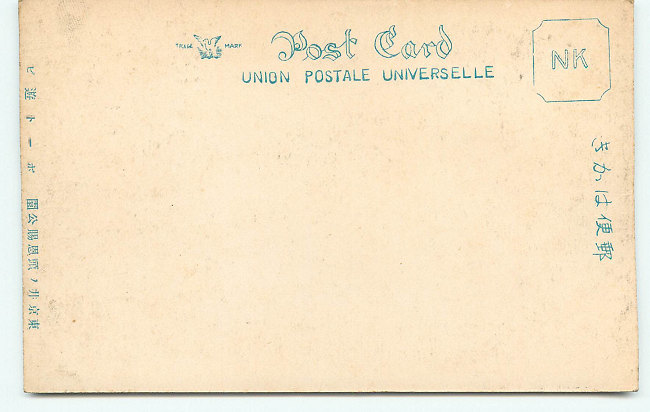 TRADE MARK
Post Card
UNION POSTALE UNIVERSELLE
NK
郵便はかき
東京井ノ頭恩賜公園 ボート遊ビ